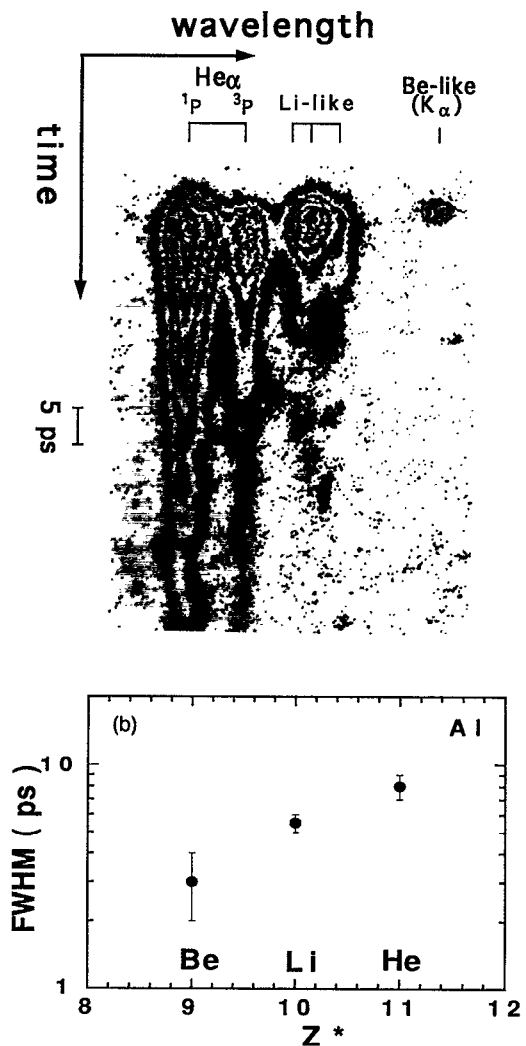 wavelength
Heα
¹P ³P
Li-like
Be-like
(Kα)
time
5 ps
(b)
Al
FWHM ( ps )
10
1
Be Li He
8 9 10 11 12
Z *